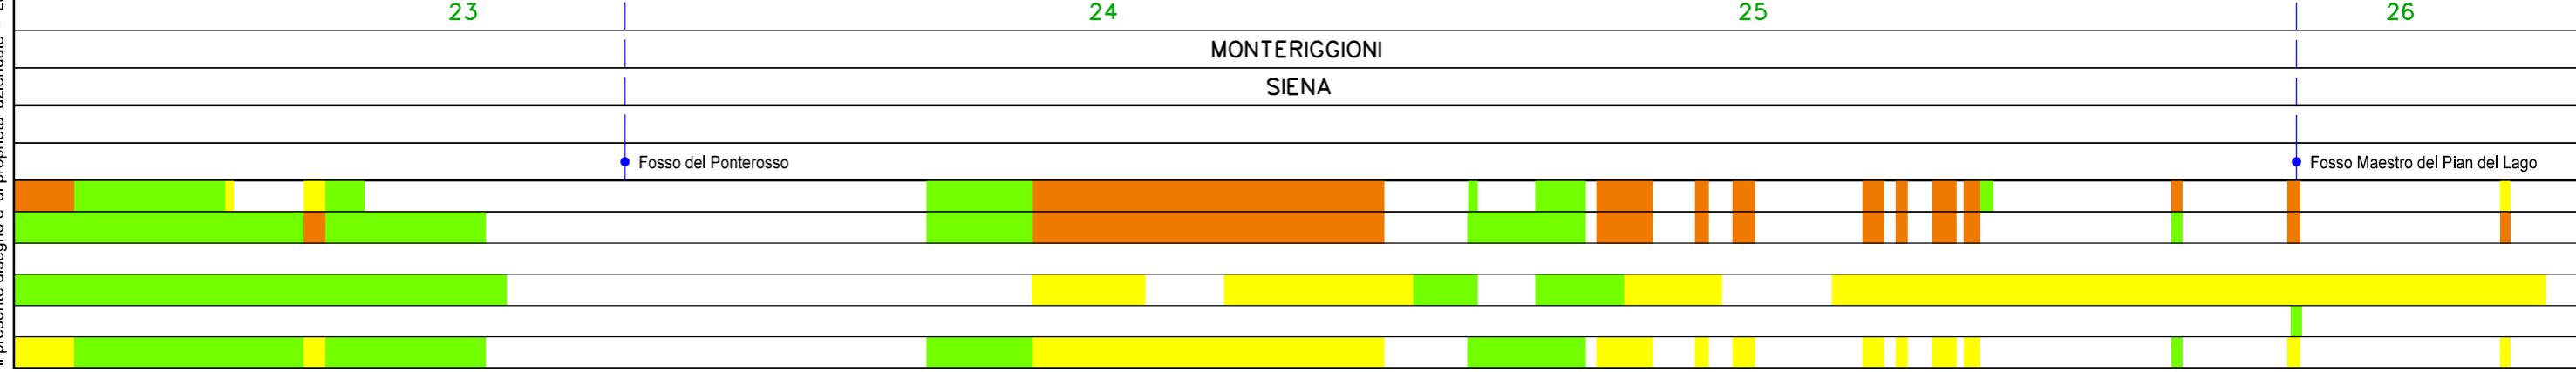 23 24 25 26
MONTERIGGIONI
SIENA
Fosso del Ponterosso Fosso Maestro del Pian del Lago